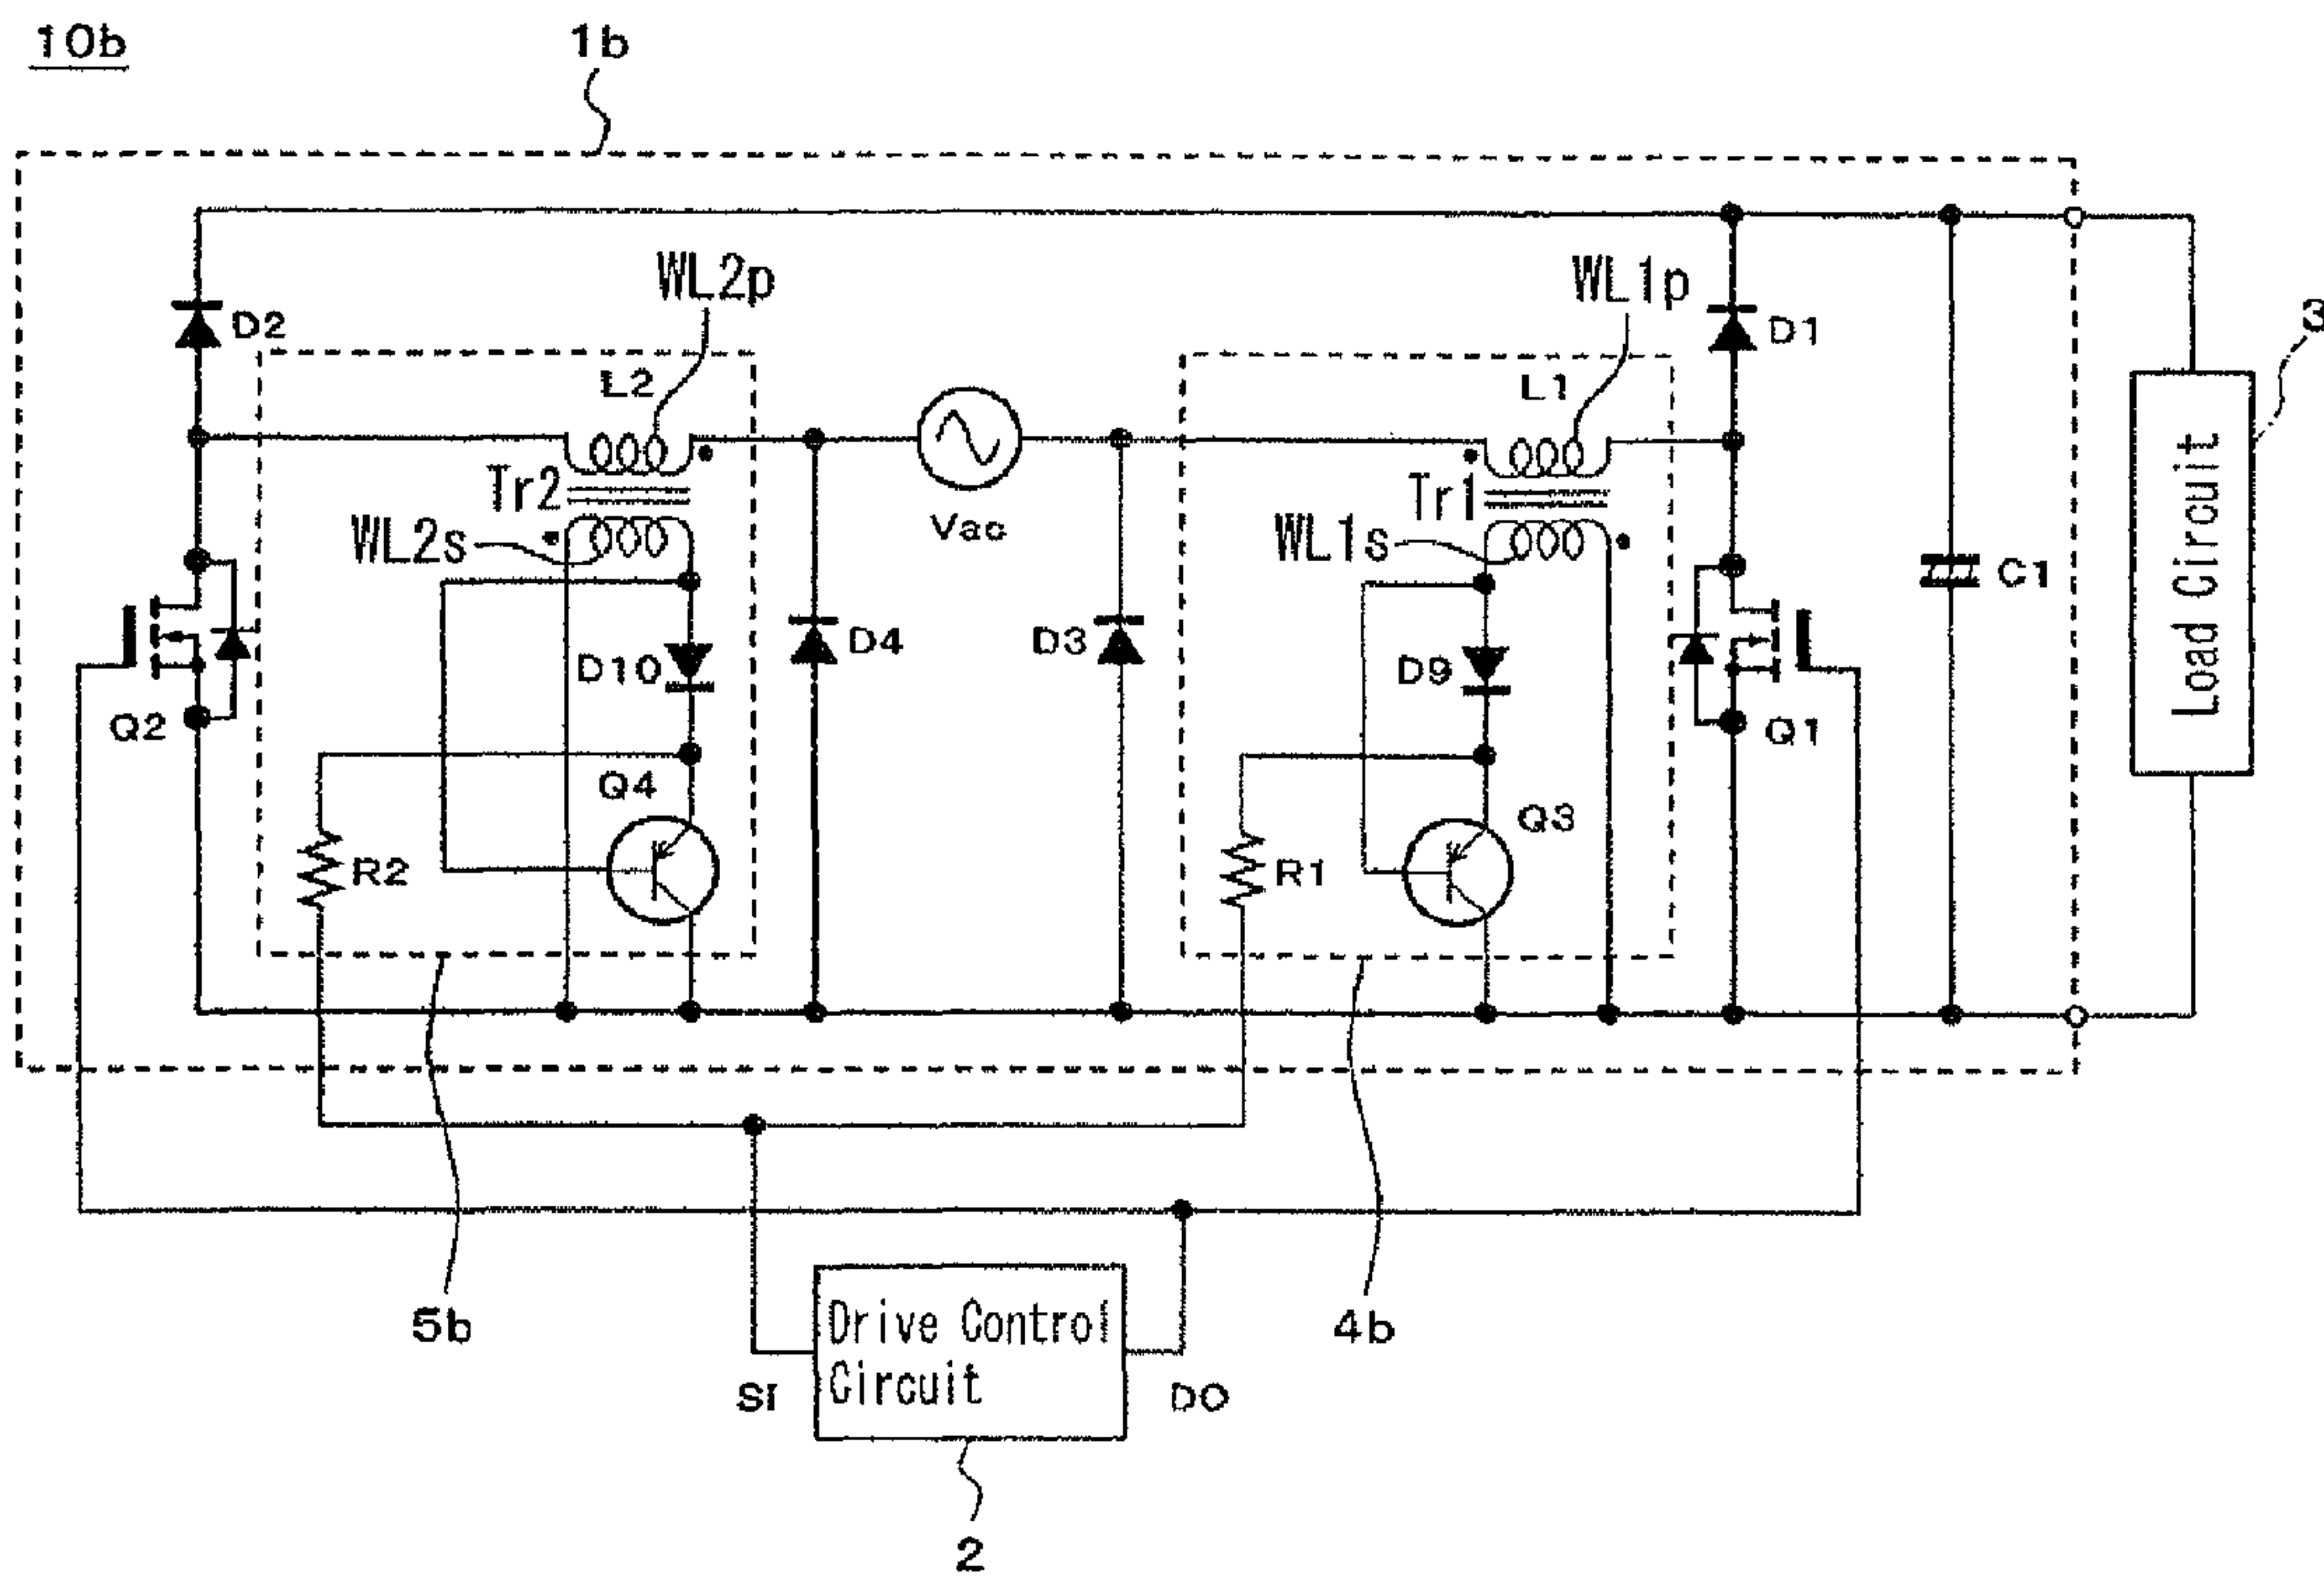 10b
1b
WL2p
WL1p
D2
D1
3
L2
L1
Tr2
Tr1
Vac
WL2s
WL1s
C1
Load Circuit
D10
D4
D3
D9
Q2
Q1
Q4
Q3
R2
R1
5b
4b
Drive Control
Circuit
SI
DO
2